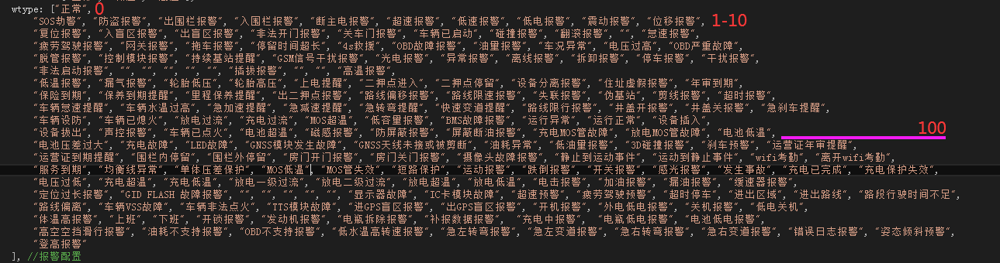 wtype: ["正常", 0
"SOS劫警", "防盗报警", "出围栏报警", "入围栏报警", "断主电报警", "超速报警", "低速报警", "低电报警", "震动报警", "位移报警", 1-10
"复位报警", "入盲区报警", "出盲区报警", "非法开门报警", "关车门报警", "车辆已启动", "碰撞报警", "翻滚报警", "", "怠速报警",
"疲劳驾驶报警", "网关报警", "拖车报警", "停留时间超长", "4s救援", "OBD故障报警", "油量报警", "车况异常", "电压过高", "OBD严重故障",
"脱管报警", "控制模块报警", "持续基站提醒", "GSM信号干扰报警", "光电报警", "异常报警", "离线报警", "拆卸报警", "停车报警", "干扰报警",
"非法启动报警", "", "", "", "", "", "插拔报警", "", "", "高温报警",
"低温报警", "漏气报警", "轮胎低压", "轮胎高压", "上电提醒", "二押点进入", "二押点停留", "设备分离报警", "住址虚假报警", "年审到期",
"保险到期", "保养到期提醒", "里程保养提醒", "出二押点报警", "路线偏移报警", "路线限速报警", "失联报警", "伪基站", "剪线报警", "超时报警",
"车辆怠速提醒", "车辆水温过高", "急加速提醒", "急减速提醒", "急转弯提醒", "快速变道提醒", "路线限行报警", "井盖开报警", "井盖关报警", "急刹车提醒",
"车辆设防", "车辆已熄火", "放电过流", "充电过流", "MOS超温", "低容量报警", "BMS故障报警", "运行异常", "运行正常", "设备插入",
"设备拔出", "声控报警", "车辆已点火", "电池超温", "磁感报警", "防屏蔽报警", "屏蔽断油报警", "充电MOS管故障", "放电MOS管故障", "电池低温", 100
"电池压差过大", "充电故障", "LED故障", "GNSS模块发生故障", "GNSS天线未接或被剪断", "油耗异常", "低油量报警", "3D碰撞报警", "刹车预警", "运营证年审提醒",
"运营证到期提醒", "围栏内停留", "围栏外停留", "房门开门报警", "房门关门报警", "摄像头故障报警", "静止到运动事件", "运动到静止事件", "wifi考勤", "离开wifi考勤",
"服务到期", "均衡线异常", "单体压差保护", "MOS低温", "MOS管失效", "短路保护", "运动报警", "跌倒报警", "开关报警", "感光报警", "发生事故", "充电已完成", "充电保护失效",
"电压过低", "充电超温", "充电低温", "放电一级过流", "放电二级过流", "放电超温", "放电低温", "电击报警", "加油报警", "漏油报警", "缓速器报警",
"定位过长报警", "GID FLASH 故障报警", "", "", "", "", "", "显示器故障", "IC卡模块故障", "超速预警", "疲劳驾驶预警", "超时停车", "进出区域", "进出路线", "路段行驶时间不足",
"路线偏离", "车辆VSS故障", "车辆非法点火", "TTS模块故障", "进GPS盲区报警", "出GPS盲区报警", "开机报警", "外电低电报警", "关机报警", "低电关机",
"体温高报警", "上班", "下班", "开锁报警", "发动机报警", "电瓶拆除报警", "补报数据报警", "充电中报警", "电瓶低电报警", "电池低电报警",
"高空空挡滑行报警", "油耗不支持报警", "OBD不支持报警", "低水温高转速报警", "急左转弯报警", "急左变道报警", "急右转弯报警", "急右变道报警", "错误日志报警", "姿态倾斜预警",
"登高报警"
], //报警配置